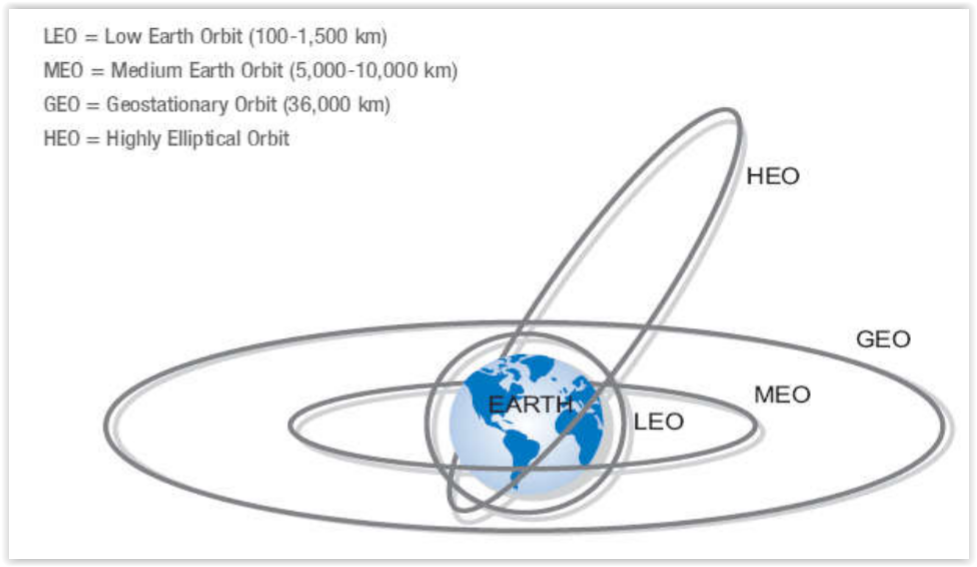 LEO = Low Earth Orbit (100-1,500 km)
MEO = Medium Earth Orbit (5,000-10,000 km)
GEO = Geostationary Orbit (36,000 km)
HEO = Highly Elliptical Orbit
HEO
GEO
MEO
EARTH
LEO